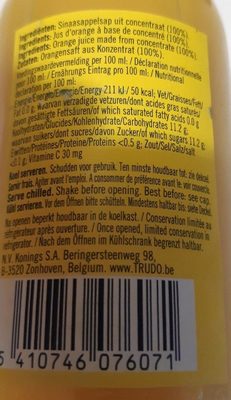 Ingrediënten: Sinaasappelsap uit concentraat (100%).
Ingrédients: Jus d'orange à base de concentré (100%).
Ingredients: Orange juice made from concentrate (100%).
Zutaten: Orangensaft aus Konzentrat (100%).
Voedingswaardevermelding per 100 ml: / Déclaration nutritionnelle
100 ml: / Ernährungs Eintrag pro 100 ml: / Nutritional
Declaration per 100 ml:
Energie/Energie/Energy 211 kJ / 50 kcal; Vet/Graisses/Fett/
Fat 0.0 g; Waarvan verzadigde vetzuren/dont acides gras saturés/
gesättigte Fettsäuren/of which saturated fatty acids
Koolhydraten/Glucides/Kohlenhydrate/Carbohydrates 11.2 g;
suikers/dont sucres/davon Zucker/of which Sugars 11.2 g;
Eiwitten/Protéines/Proteine/Proteins <0.5 g; Zout/Sel/Salz/salt
<0.1 g; Vitamine C 30 mg
Koud serveren. Schudden voor gebruik. Ten minste houdbaar tot: zie deksel.
Servir frais. Agiter avant l'emploi. A consommer de préférence avant le: voir couvercle.
Serve chilled. Shake before opening. Best before: see cap.
Kühl servieren. Vor dem Öffnen bitte schütteln. Mindestens haltbar bis: siehe Deckel.
Na openen beperkt houdbaar in de koelkast. / Conservation limitée au
réfrigérateur après ouverture. / Once opened, limited conservation in
refrigerator. / Nach dem Öffnen im Kühlschrank begrenzt haltbar.
N.V. Konings S.A. Beringersteenweg 98,
B-3520 Zonhoven, Belgium. www.TRUDO.be
5 410746 076071